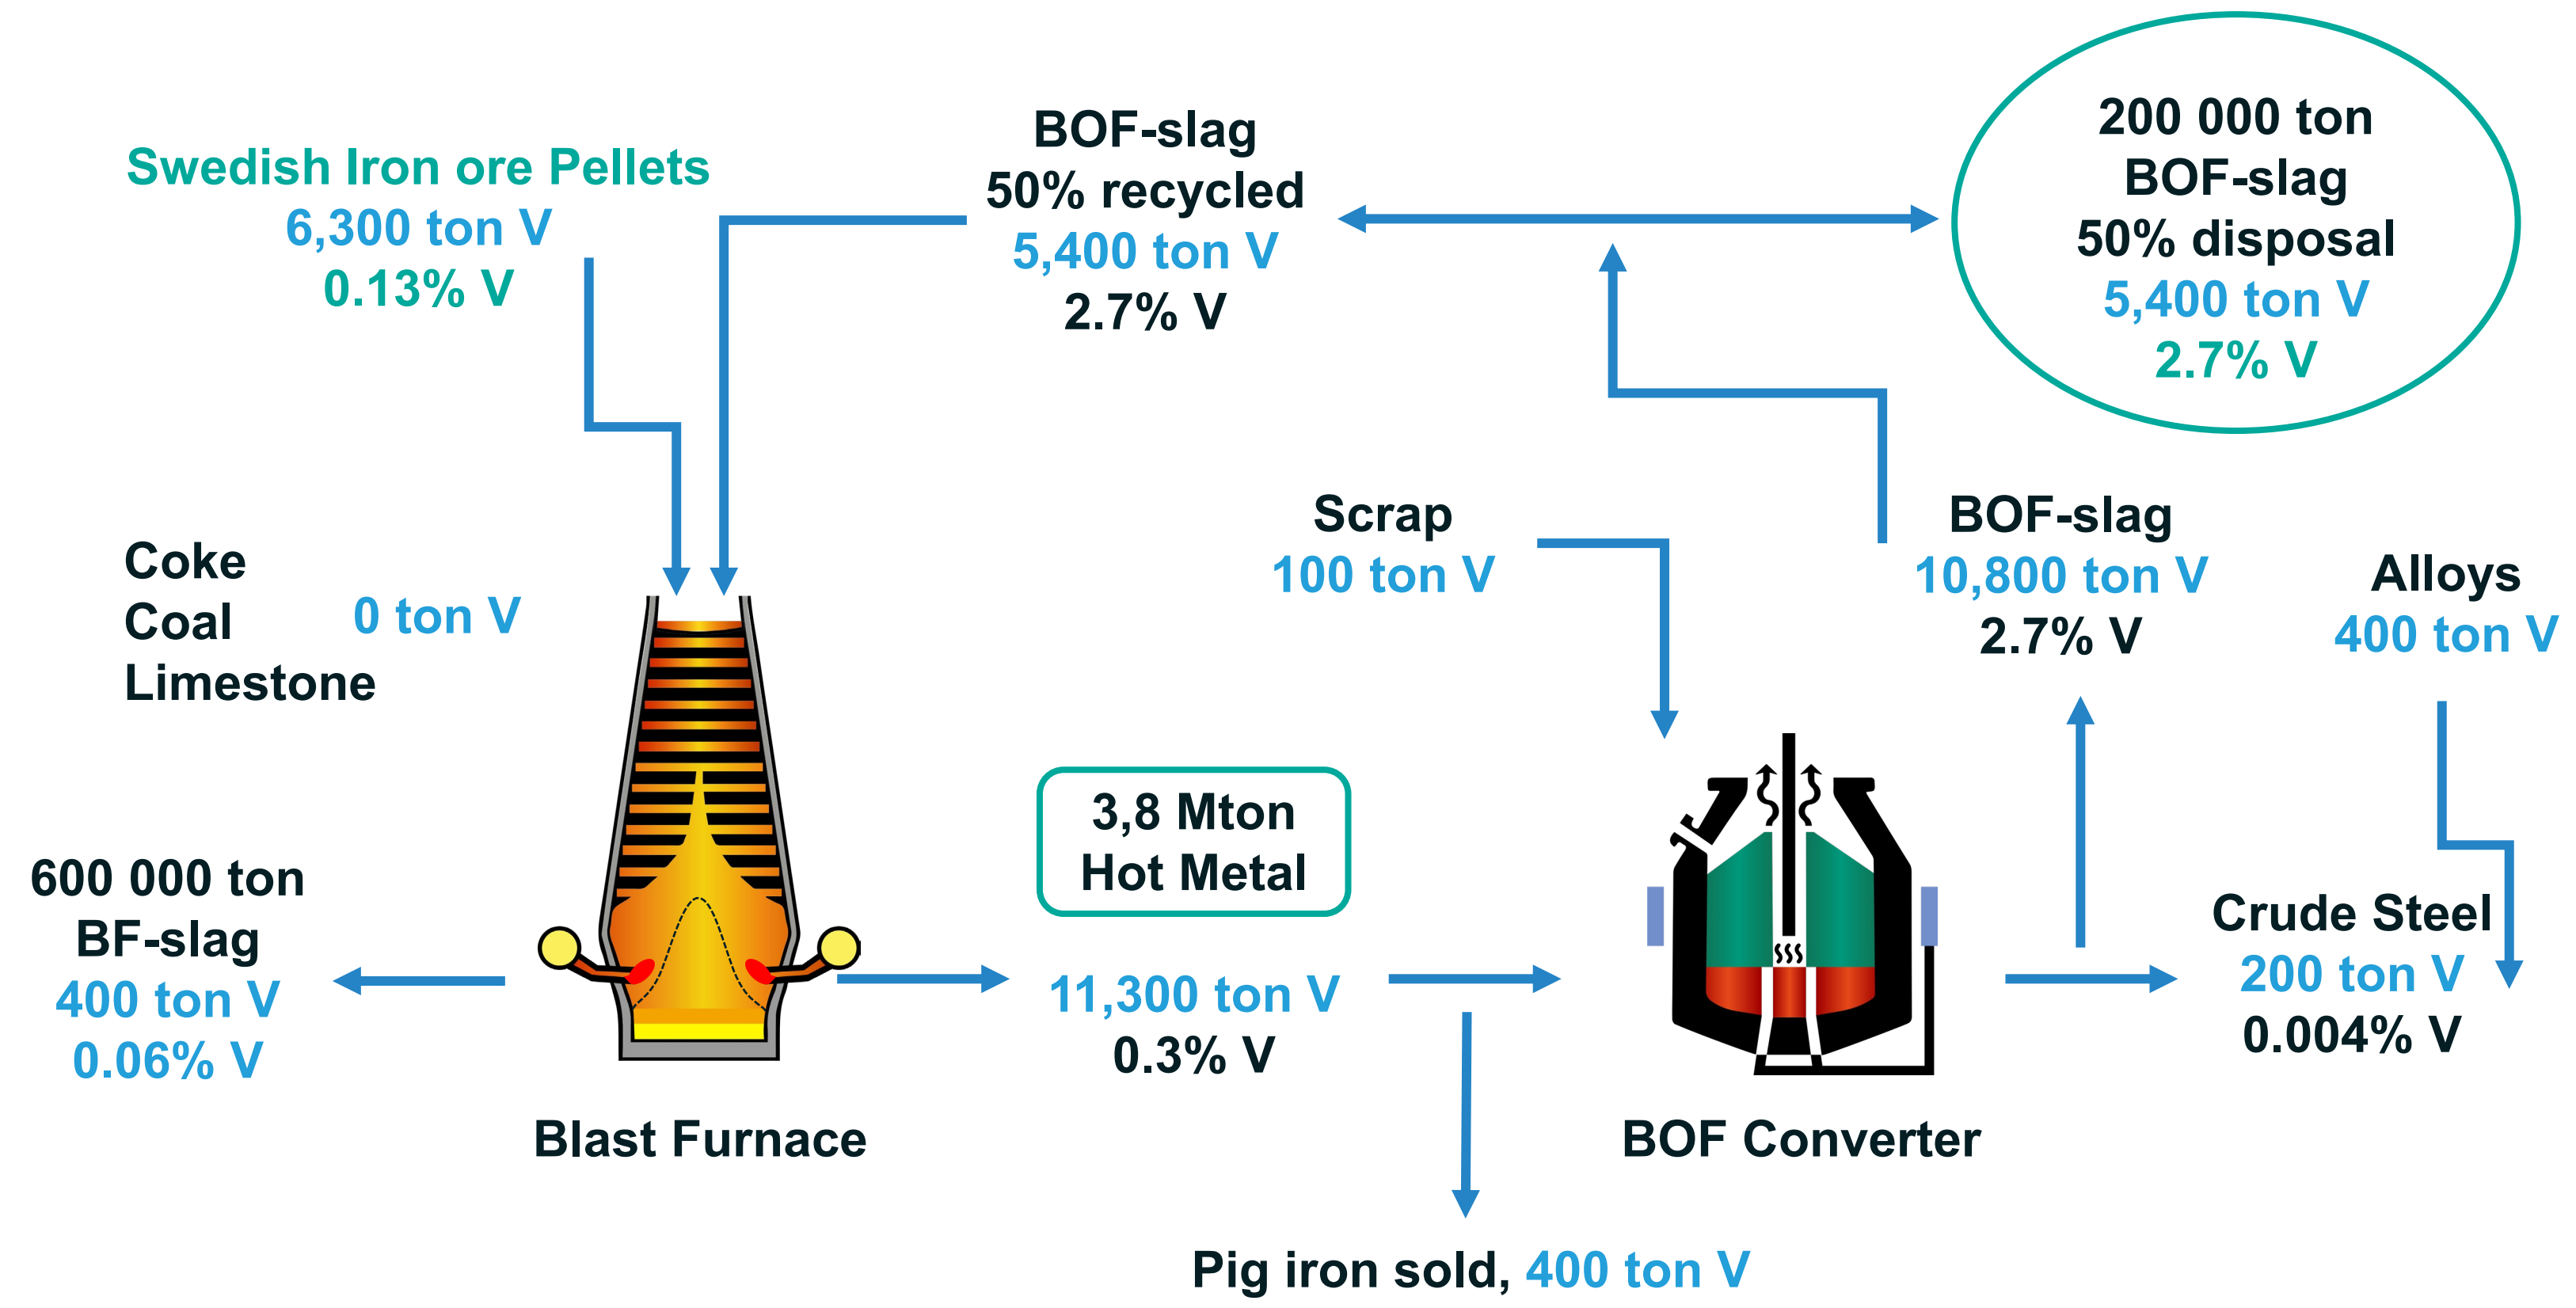 Swedish Iron ore Pellets
6,300 ton V
0.13% V
BOF-slag
50% recycled
5,400 ton V
2.7% V
200 000 ton
BOF-slag
50% disposal
5,400 ton V
2.7% V
Coke
Coal
Limestone
0 ton V
Scrap
100 ton V
BOF-slag
10,800 ton V
2.7% V
Alloys
400 ton V
600 000 ton
BF-slag
400 ton V
0.06% V
3,8 Mton
Hot Metal
11,300 ton V
0.3% V
Crude Steel
200 ton V
0.004% V
Blast Furnace
BOF Converter
Pig iron sold, 400 ton V